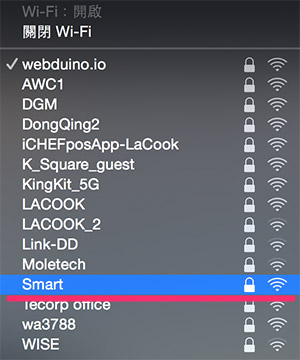 Wi-Fi：開啟
關閉 Wi-Fi
webduino.io
AWC1
DGM
DongQing2
iCHEFposApp-LaCook
K_Square_guest
KingKit_5G
LACOOK
LACOOK_2
Link-DD
Moletech
Smart
Tecorp office
wa3788
WISE